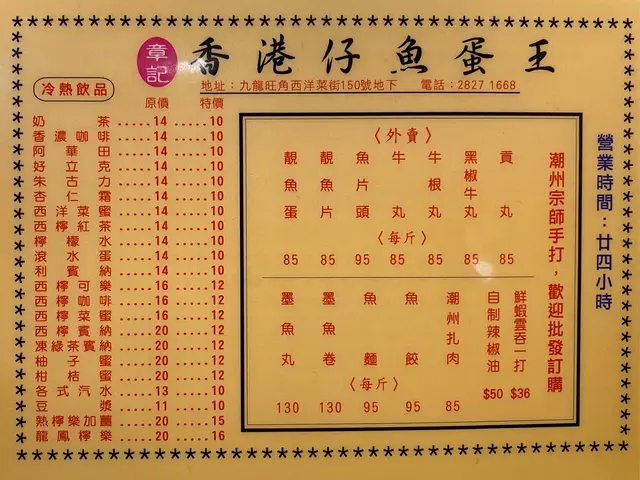 章記
香港仔魚蛋王
地址：九龍旺角西洋菜街150號地下 電話：2827 1668
冷熱飲品
原價 特價
奶茶.....14.....10
香濃咖啡.....14.....10
阿華田.....14.....10
好立克.....14.....10
朱古力.....14.....10
杏仁霜.....14.....10
西洋菜蜜.....14.....10
西檸紅茶.....14.....10
檸檬水.....14.....10
滾水蛋.....14.....10
利賓納.....14.....10
西檸可樂.....16.....12
西檸咖啡.....16.....12
西檸菜蜜.....16.....12
西檸賓納.....20.....12
凍綠茶賓納.....20.....12
柚子蜜.....20.....12
柑桔蜜.....20.....12
各式汽水.....13.....10
豆漿.....11.....10
熱檸樂加薑.....20.....15
龍鳳檸樂.....20.....16
〈外賣〉
靚魚蛋
靚魚片
魚片頭
牛丸
牛根丸
黑椒牛丸
貢丸
〈每斤〉
85 85 95 85 85 85 85
墨魚丸
墨魚卷
魚麵
魚餃
潮州扎肉
〈每斤〉
130 130 95 95 85
自制辣椒油 $50
鮮蝦雲吞一打 $36
潮州宗師手打，歡迎批發訂購
營業時間：廿四小時